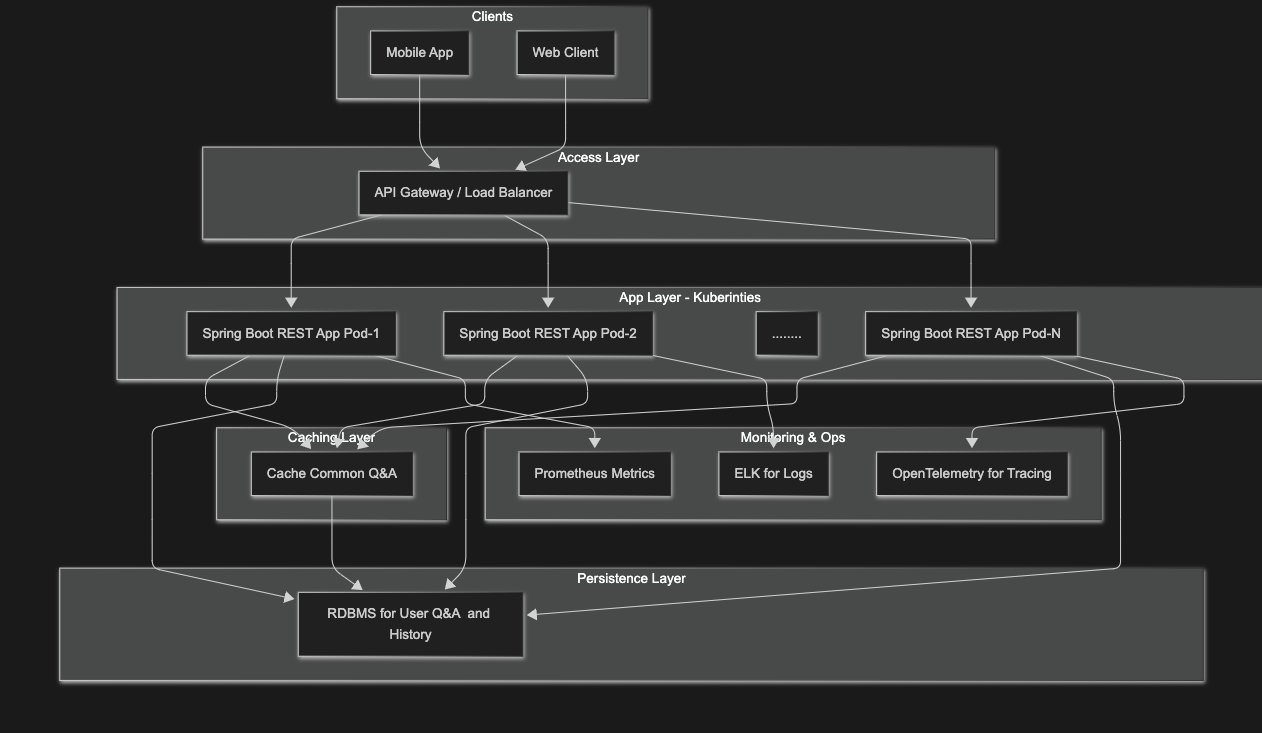 Clients
Mobile App
Web Client
Access Layer
API Gateway / Load Balancer
App Layer - Kuberinties
Spring Boot REST App Pod-1
Spring Boot REST App Pod-2
........
Spring Boot REST App Pod-N
Caching Layer
Monitoring & Ops
Cache Common Q&A
Prometheus Metrics
ELK for Logs
OpenTelemetry for Tracing
Persistence Layer
RDBMS for User Q&A and
History